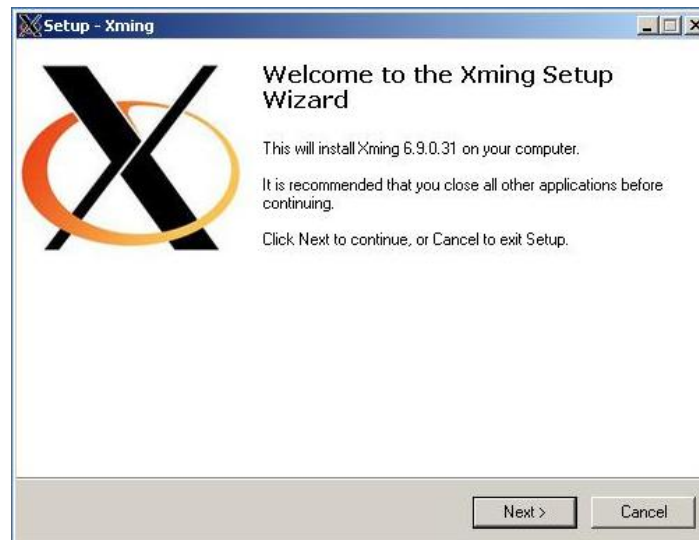 Setup - Xming
Welcome to the Xming Setup
Wizard
This will install Xming 6.9.0.31 on your computer.
It is recommended that you close all other applications before
continuing.
Click Next to continue, or Cancel to exit Setup.
Next >
Cancel